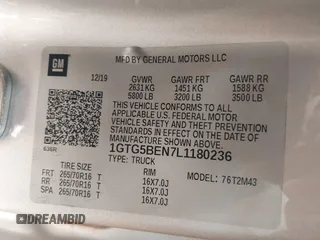 GM
MFD BY GENERAL MOTORS LLC
12/19 GVWR GAWR FRT GAWR RR
2631 KG 1451 KG 1588 KG
5800 LB 3200 LB 3500 LB
THIS VEHICLE CONFORMS TO ALL
APPLICABLE U.S. FEDERAL MOTOR
VEHICLE SAFETY, BUMPER, AND THEFT
PREVENTION STANDARDS IN EFFECT ON
THE DATE OF MANUFACTURE SHOWN
ABOVE.
1GTG5BEN7L1180236
TYPE: TRUCK MODEL: 76T2M43
TIRE SIZE RIM
FRT 265/70R16 T 16X7.0J
RR 265/70R16 T 16X7.0J
SPA 265/70R16 T 16X7.0J
DREAMBID